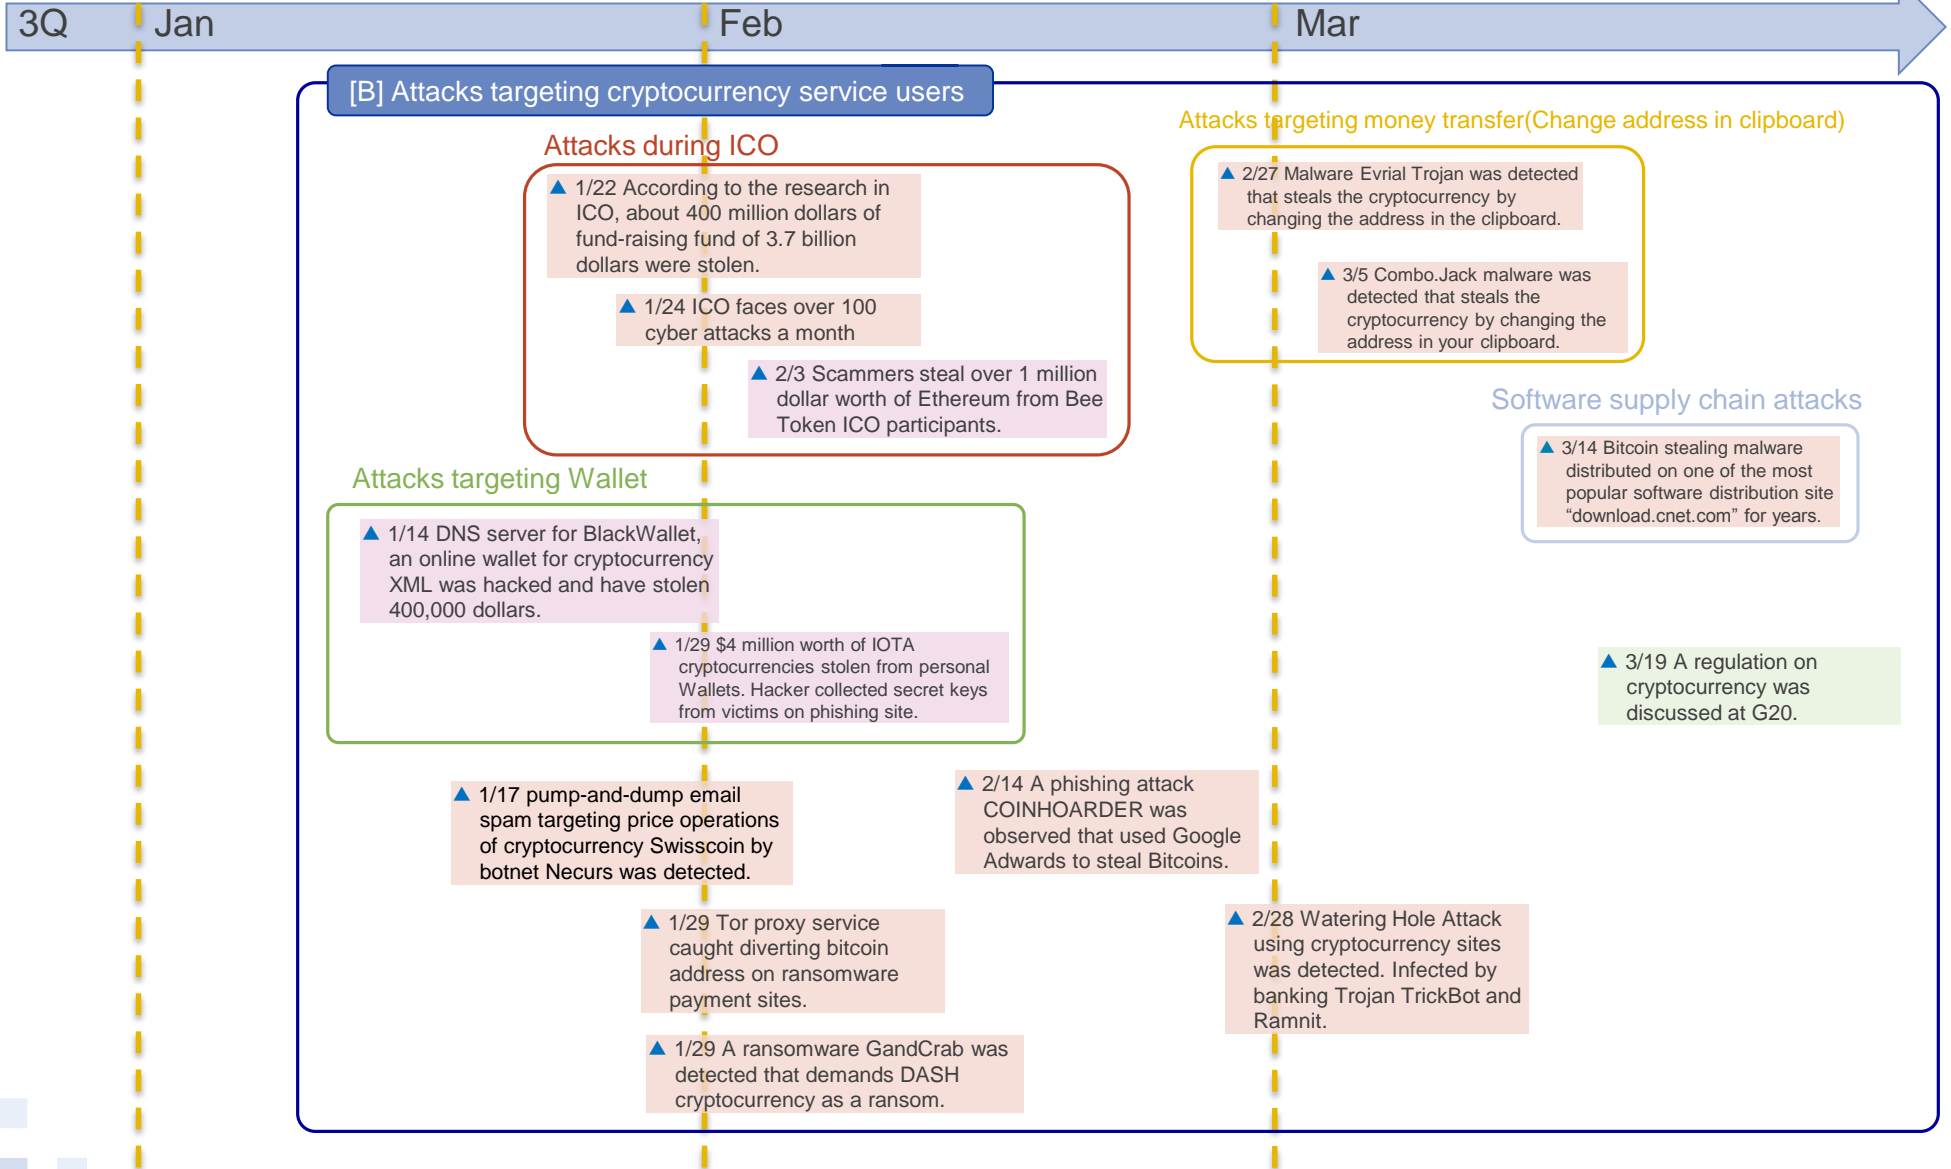 3Q
Jan
Feb
Mar
[B] Attacks targeting cryptocurrency service users
Attacks during ICO
▲ 1/22 According to the research in
ICO, about 400 million dollars of
fund-raising fund of 3.7 billion
dollars were stolen.
▲ 1/24 ICO faces over 100
cyber attacks a month
▲ 2/3 Scammers steal over 1 million
dollar worth of Ethereum from Bee
Token ICO participants.
Attacks targeting money transfer(Change address in clipboard)
▲ 2/27 Malware Evrial Trojan was detected
that steals the cryptocurrency by
changing the address in the clipboard.
▲ 3/5 Combo.Jack malware was
detected that steals the
cryptocurrency by changing the
address in your clipboard.
Software supply chain attacks
▲ 3/14 Bitcoin stealing malware
distributed on one of the most
popular software distribution site
“download.cnet.com” for years.
Attacks targeting Wallet
▲ 1/14 DNS server for BlackWallet,
an online wallet for cryptocurrency
XML was hacked and have stolen
400,000 dollars.
▲ 1/29 $4 million worth of IOTA
cryptocurrencies stolen from personal
Wallets. Hacker collected secret keys
from victims on phishing site.
▲ 3/19 A regulation on
cryptocurrency was
discussed at G20.
▲ 1/17 pump-and-dump email
spam targeting price operations
of cryptocurrency Swisscoin by
botnet Necurs was detected.
▲ 2/14 A phishing attack
COINHOARDER was
observed that used Google
Adwards to steal Bitcoins.
▲ 1/29 Tor proxy service
caught diverting bitcoin
address on ransomware
payment sites.
▲ 2/28 Watering Hole Attack
using cryptocurrency sites
was detected. Infected by
banking Trojan TrickBot and
Ramnit.
▲ 1/29 A ransomware GandCrab was
detected that demands DASH
cryptocurrency as a ransom.